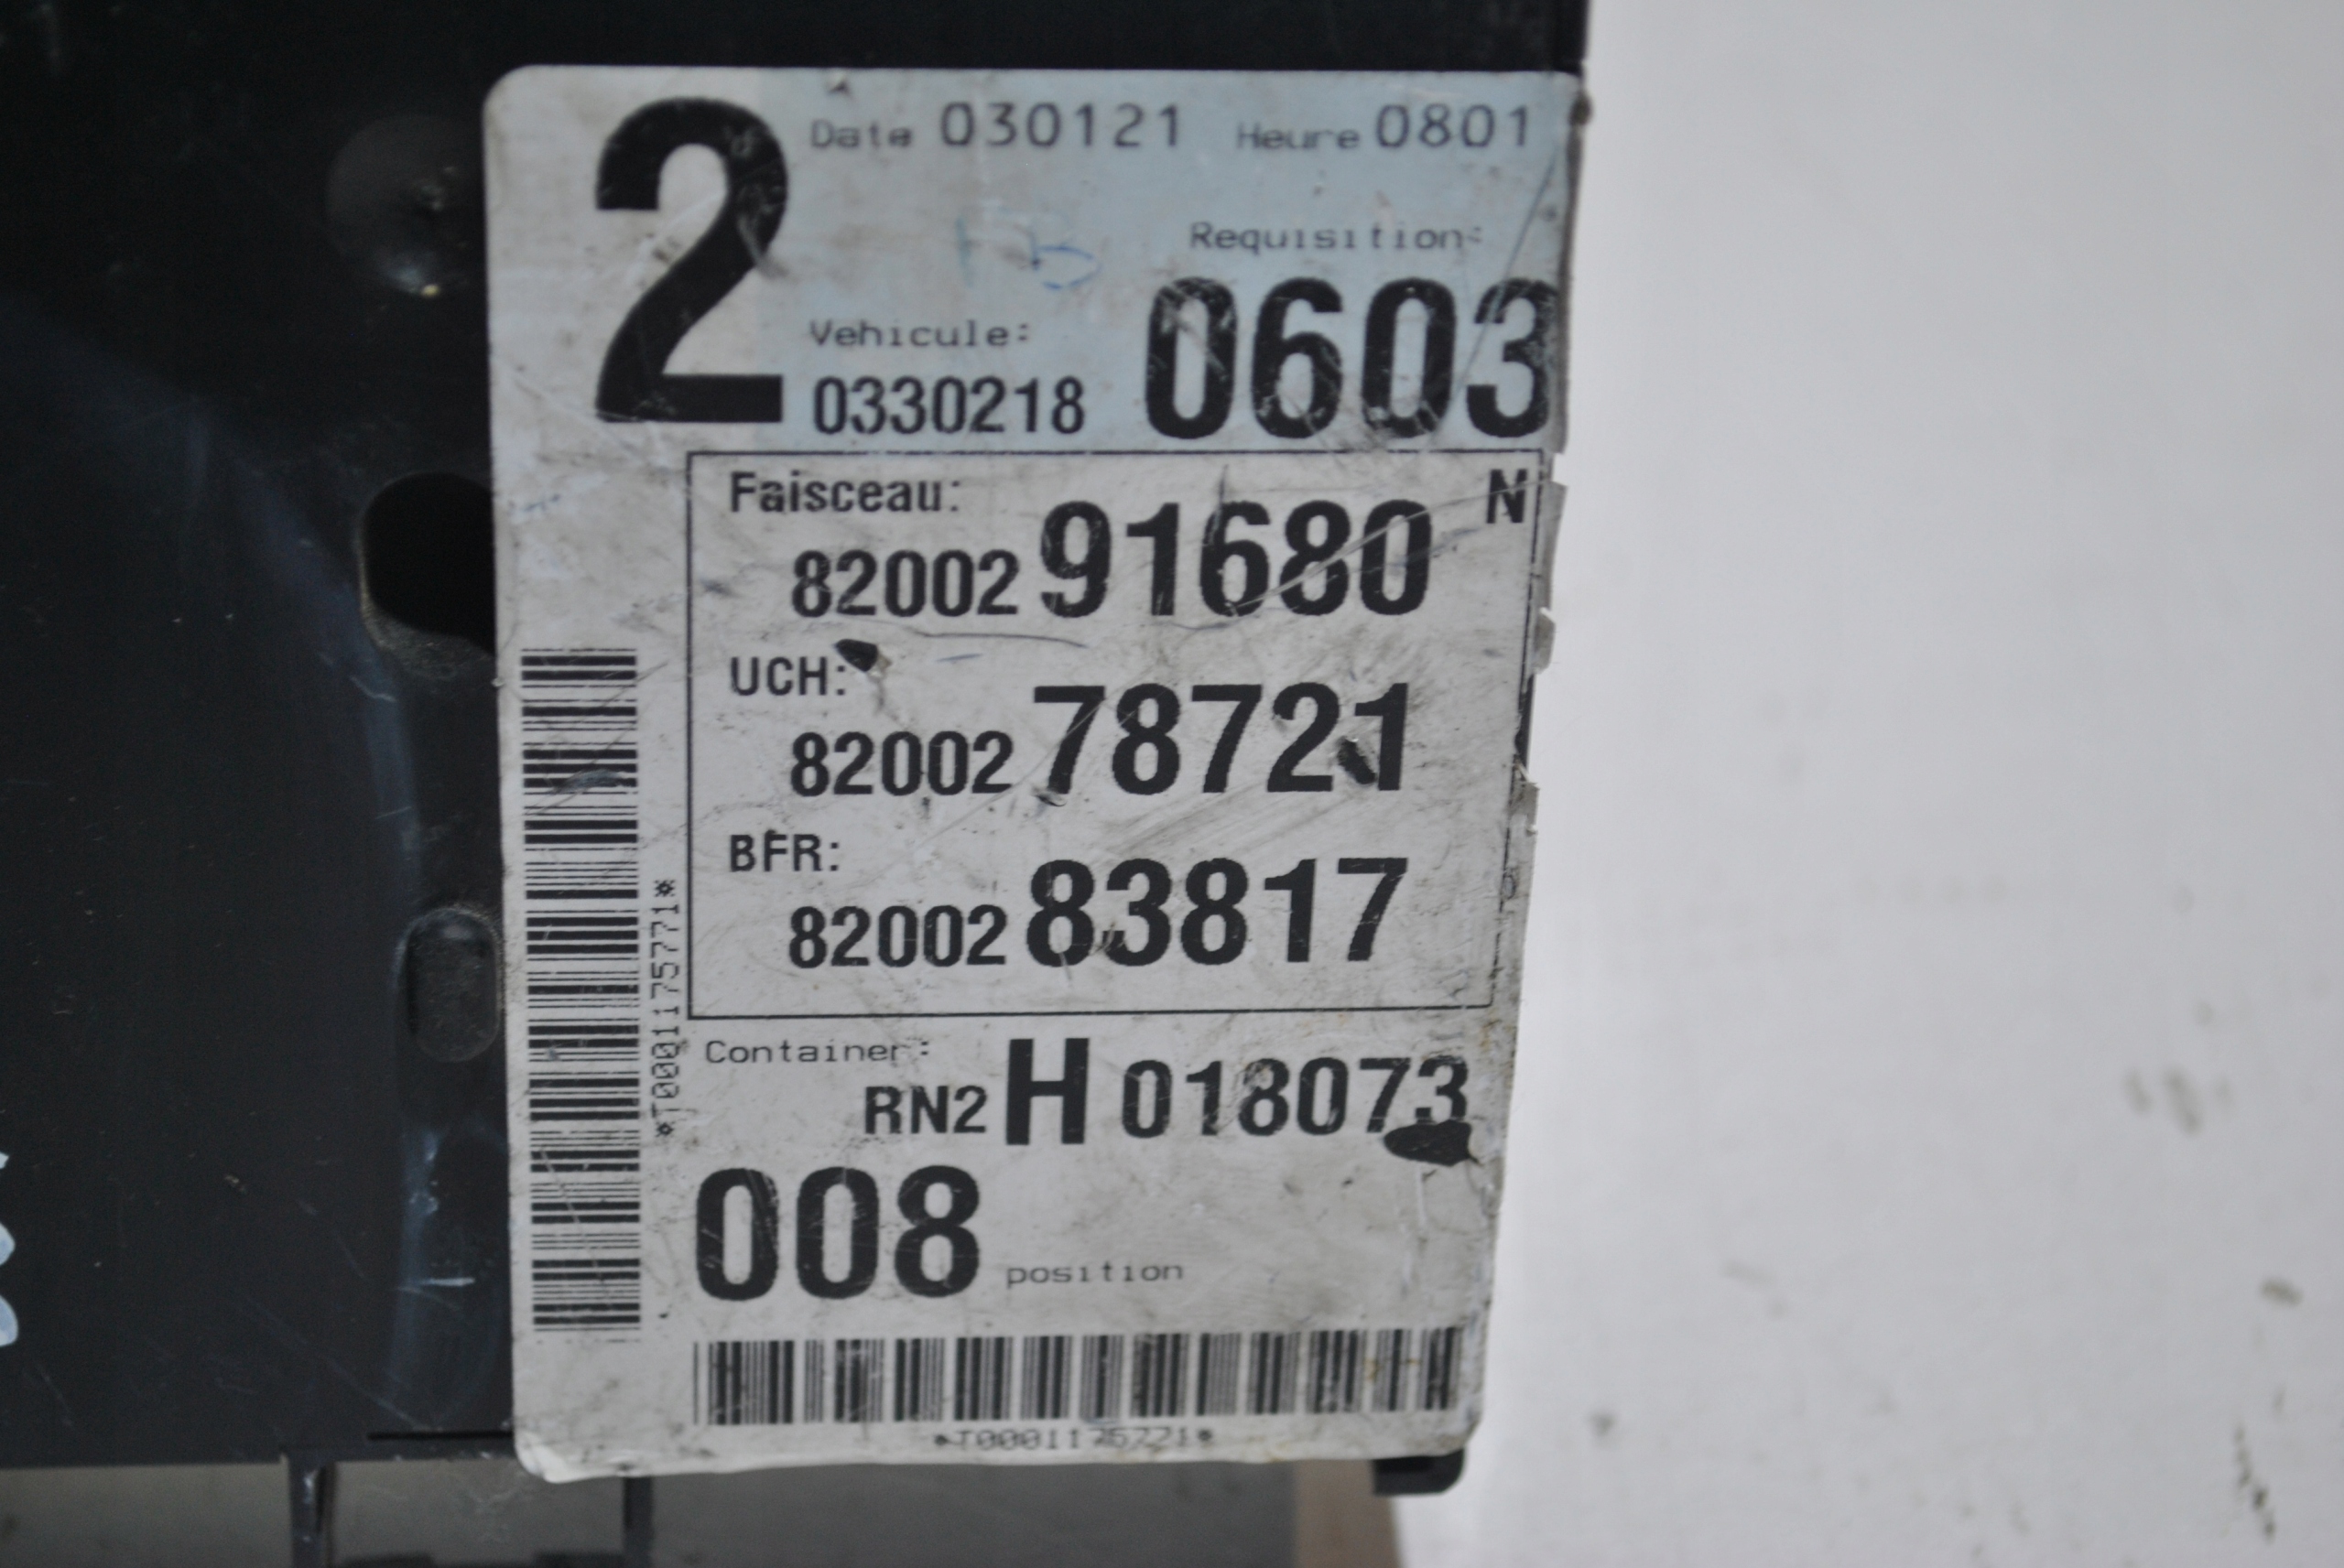 2
Date 030121 Heure 0801
Requisition:
Vehicule:
0330218 0603
Faisceau: N
8200291680
UCH:
8200278721
BFR:
8200283817
Container:
RN2 H 018073
008 position
*T0001175771*
*T0001175771*